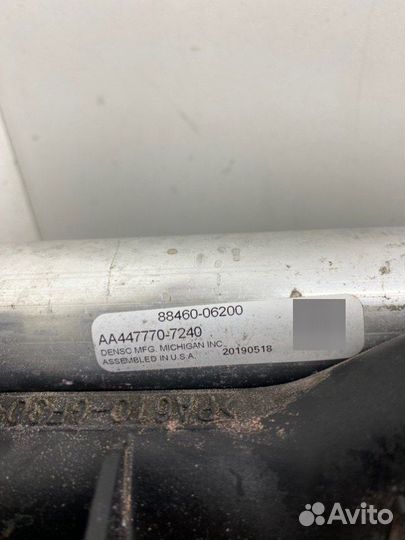 88460-06200
AA447770-7240
DENSO MFG. MICHIGAN INC.
ASSEMBLED IN U.S.A. 20190518
Avito